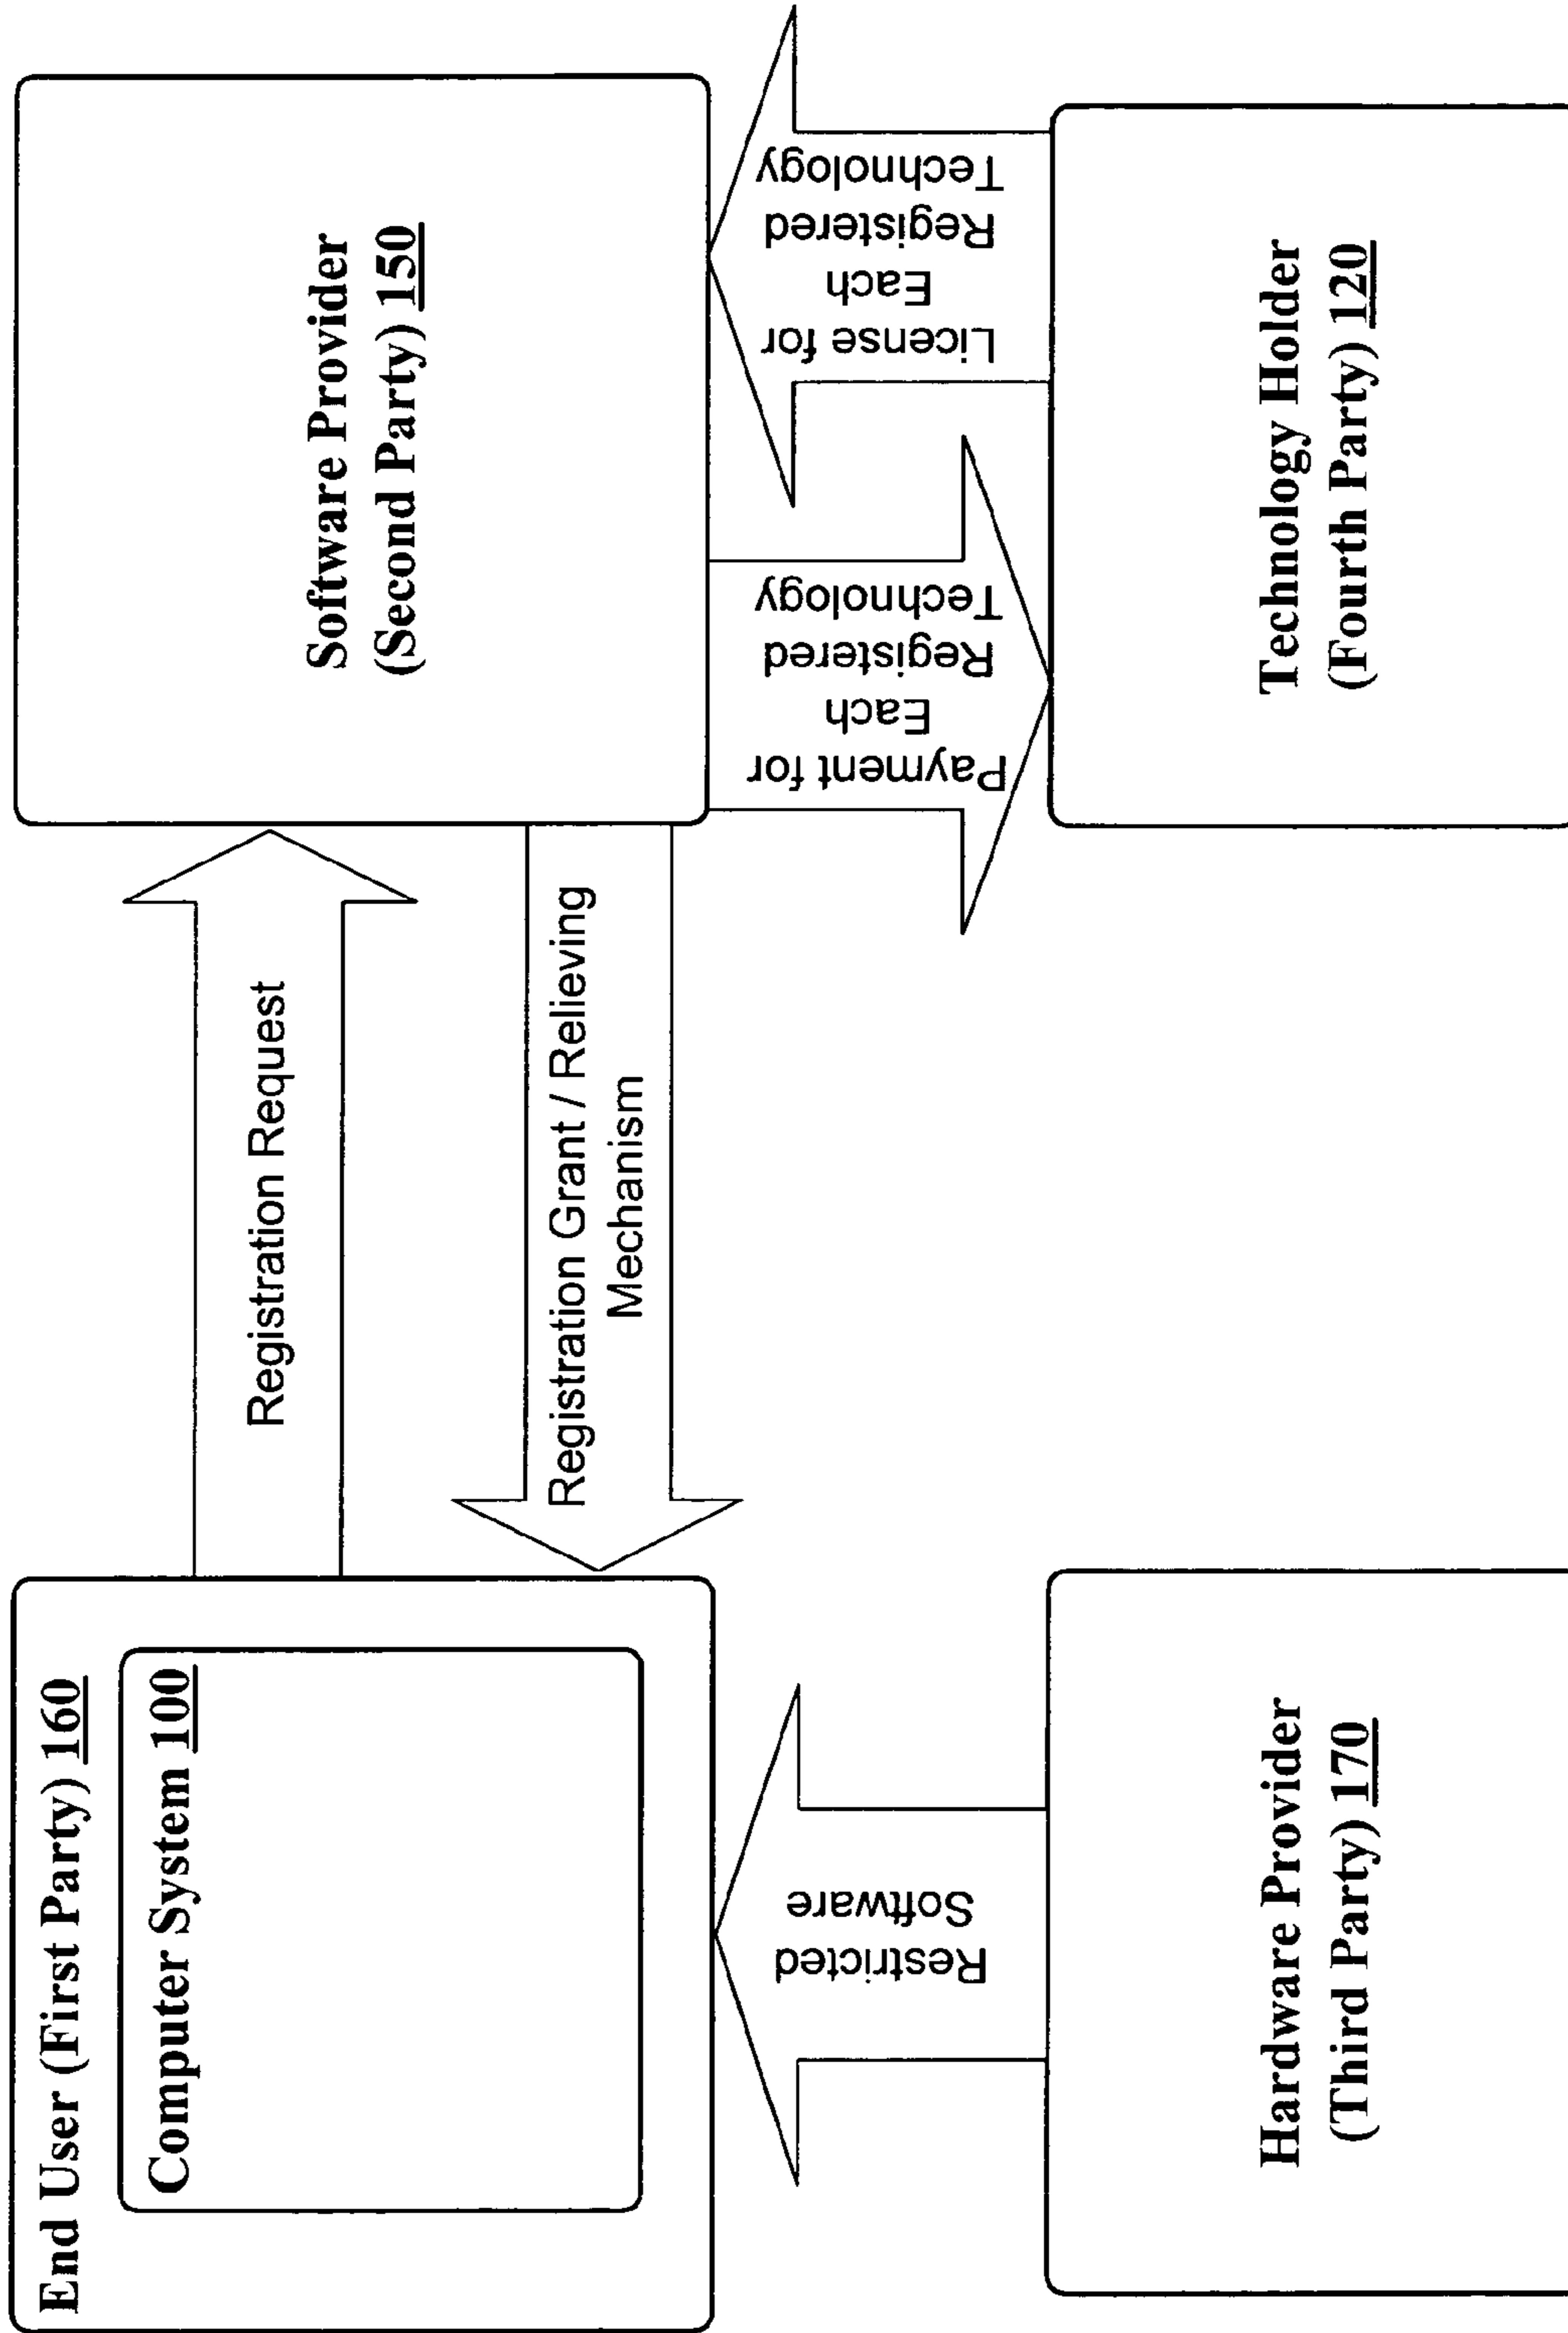 End User (First Party) 160
Computer System 100
Registration Request
Registration Grant / Relieving
Mechanism
Software Provider
(Second Party) 150
Restricted
Software
Payment for
Each
Registered
Technology
License for
Each
Registered
Technology
Hardware Provider
(Third Party) 170
Technology Holder
(Fourth Party) 120